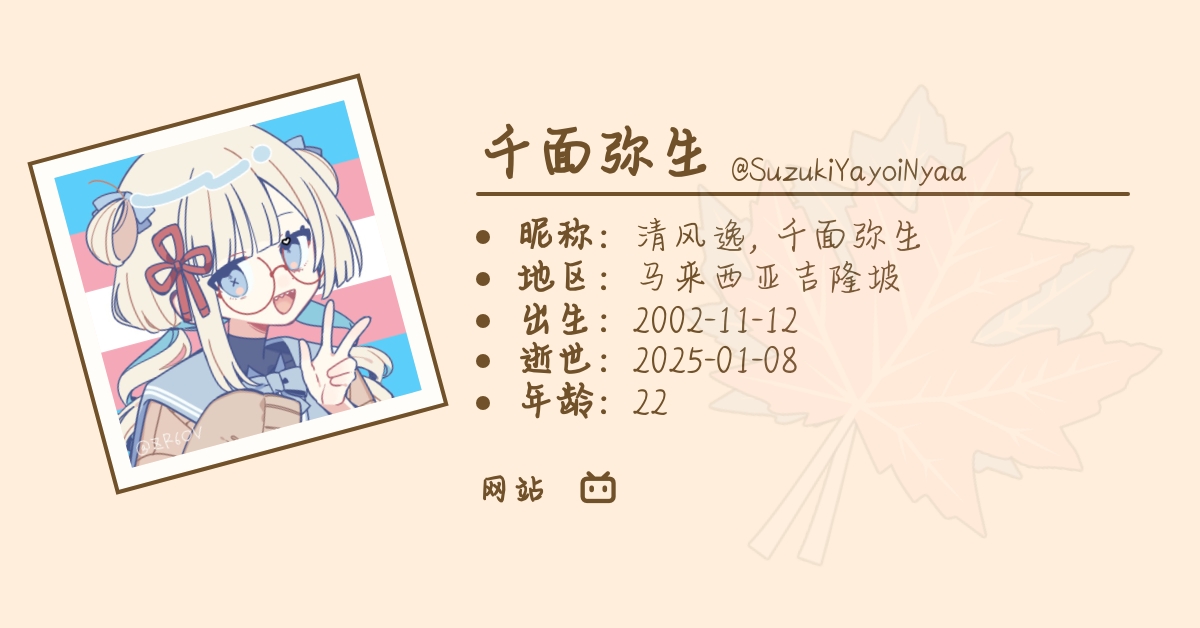 千面弥生 @SuzukiYayoiNyaa
昵称： 清风逸, 千面弥生
地区： 马来西亚吉隆坡
出生： 2002-11-12
逝世： 2025-01-08
年龄： 22
网站